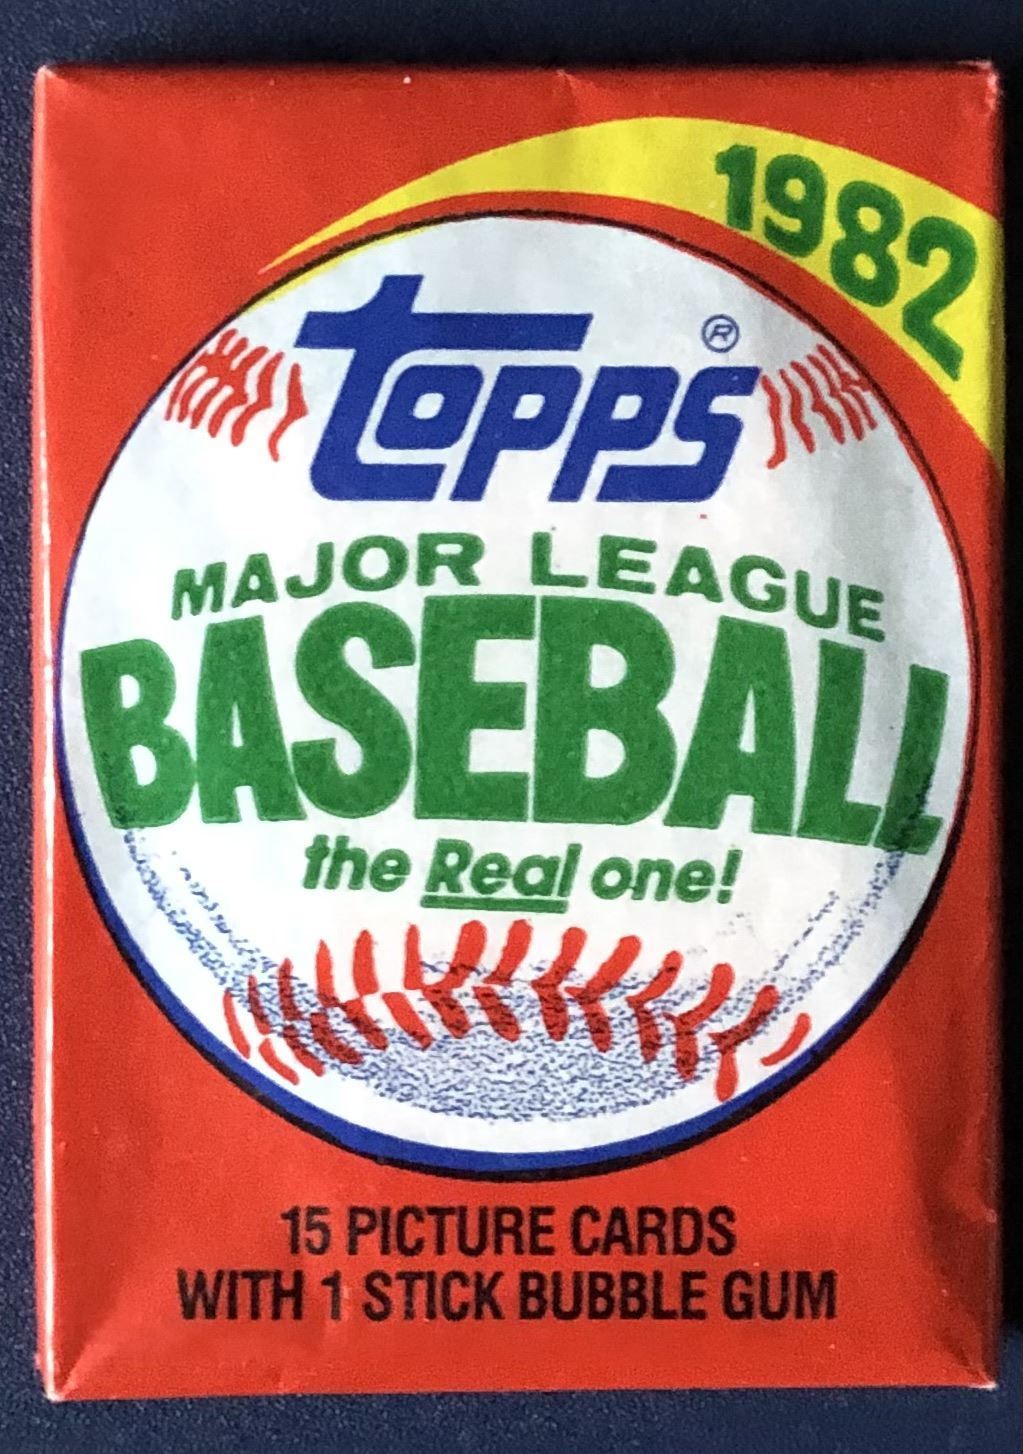 1982
topps®
MAJOR LEAGUE
BASEBALL
the Real one!
15 PICTURE CARDS
WITH 1 STICK BUBBLE GUM